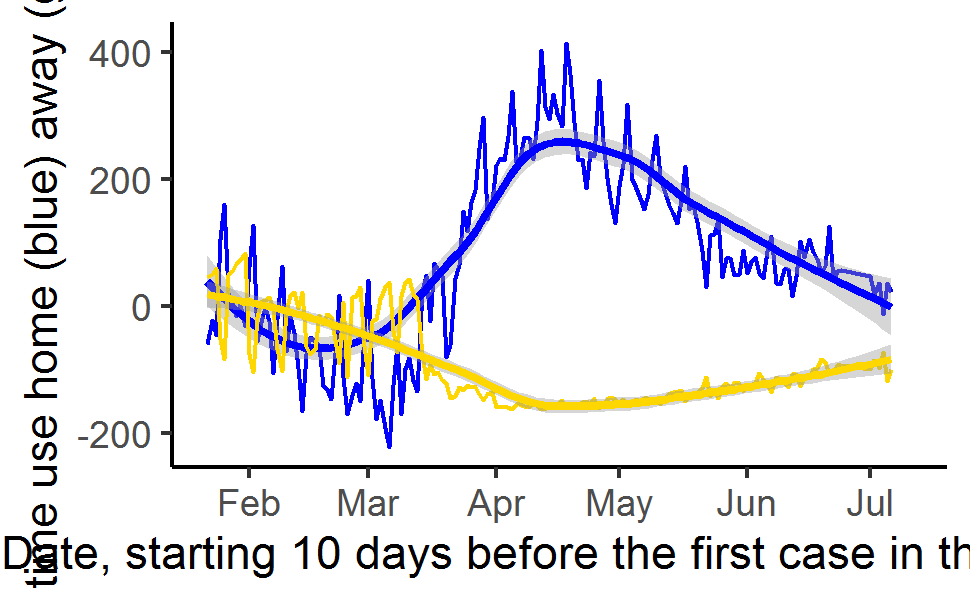 time use home (blue) away (
400
200
0
-200
Feb Mar Apr May Jun Jul
Date, starting 10 days before the first case in th